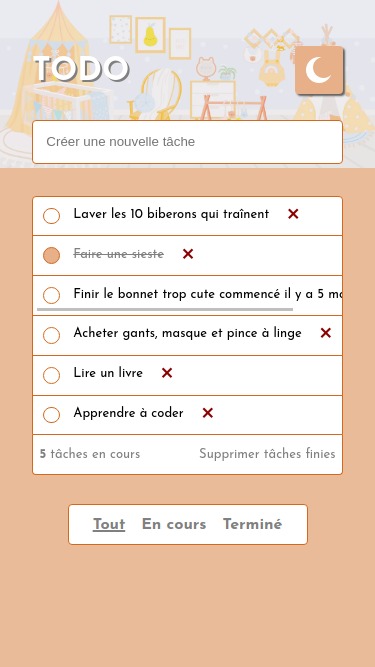 TODO
Créer une nouvelle tâche
Laver les 10 biberons qui traînent ×
Faire une sieste ×
Finir le bonnet trop cute commencé il y a 5
Acheter gants, masque et pince à linge ×
Lire un livre ×
Apprendre à coder ×
5 tâches en cours Supprimer tâches finies
Tout En cours Terminé